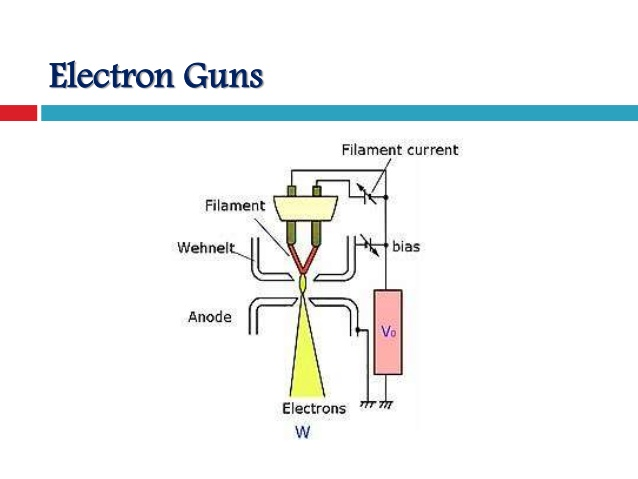 Electron Guns
Filament current
Filament
Wehnelt
bias
Anode
V₀
Electrons
W